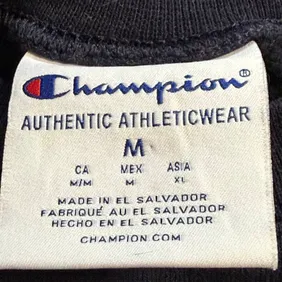 Champion®
AUTHENTIC ATHLETICWEAR
M
CA MEX ASIA
M/M M XL
MADE IN EL SALVADOR
FABRIQUÉ AU EL SALVADOR
HECHO EN EL SALVADOR
CHAMPION.COM